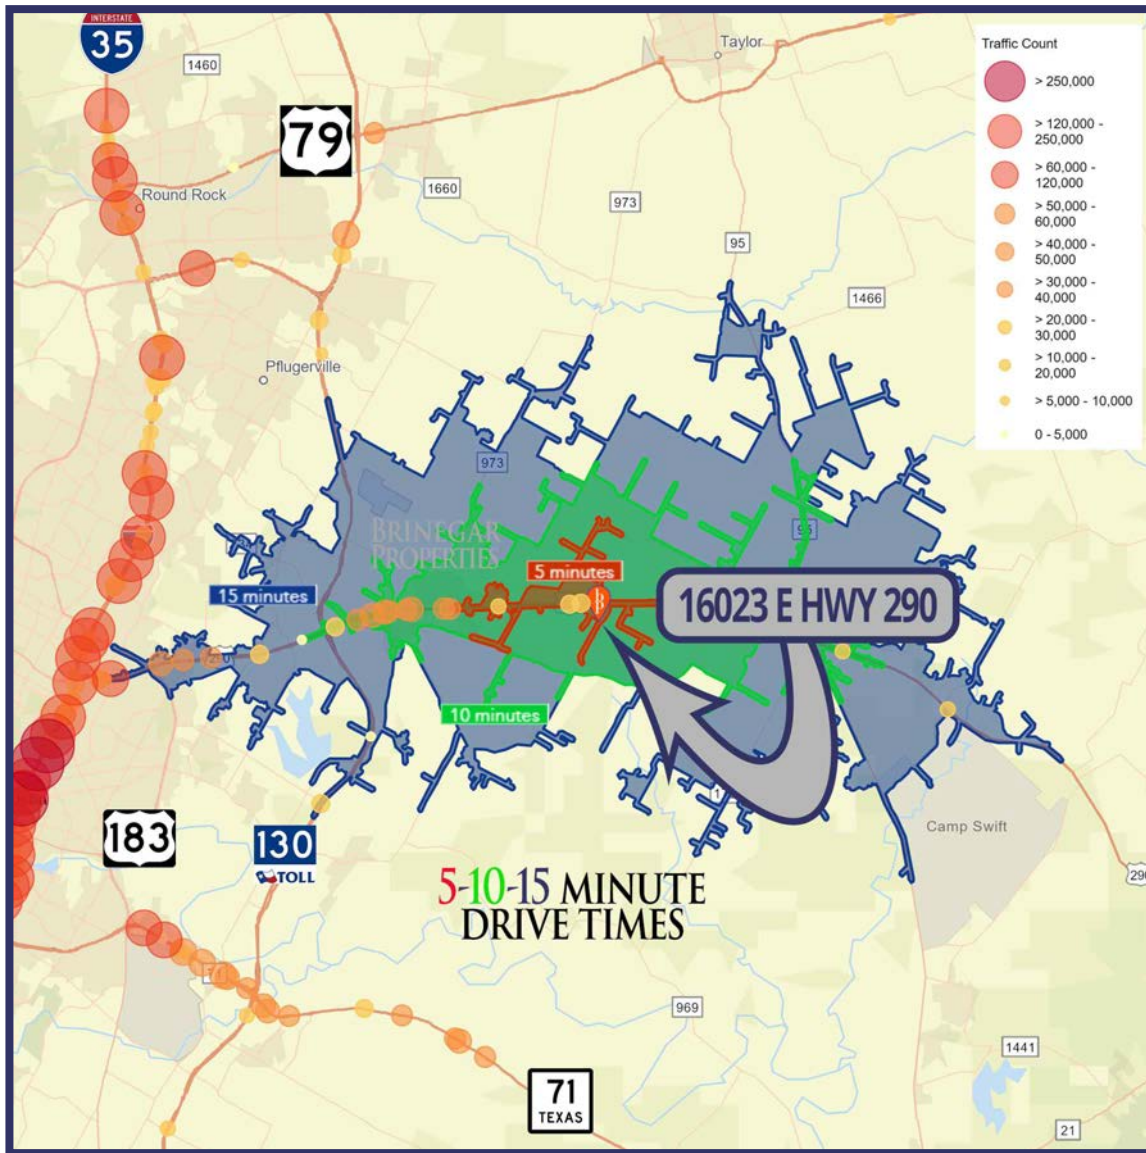 INTERSTATE
35
1460
79
Taylor
Round Rock
1660
973
95
1466
Pflugerville
973
BRINEGAR
PROPERTIES
95
5 minutes
15 minutes
16023 E HWY 290
10 minutes
183
130
TOLL
Camp Swift
290
5-10-15 MINUTE
DRIVE TIMES
71
969
1441
71
TEXAS
21
Traffic Count
> 250,000
> 120,000 -
250,000
> 60,000 -
120,000
> 50,000 -
60,000
> 40,000 -
50,000
> 30,000 -
40,000
> 20,000 -
30,000
> 10,000 -
20,000
> 5,000 - 10,000
0 - 5,000